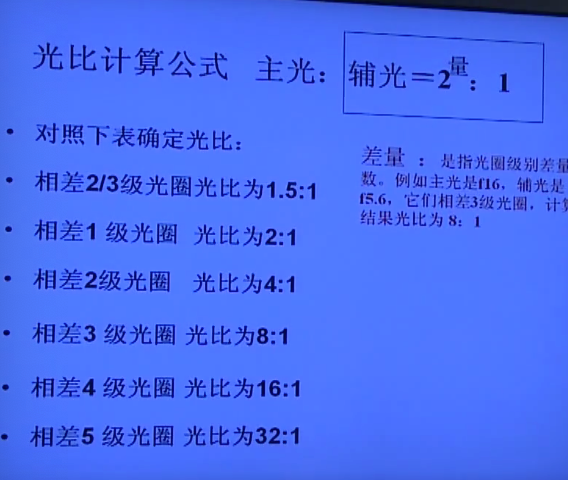 光比计算公式 主光：辅光＝2量：1
• 对照下表确定光比：
• 相差2/3级光圈光比为1.5:1
• 相差1 级光圈 光比为2:1
• 相差2级光圈 光比为4:1
• 相差3 级光圈 光比为8:1
• 相差4 级光圈 光比为16:1
• 相差5 级光圈 光比为32:1
差量 ： 是指光圈级别差量
数。例如主光是f16，辅光是
f5.6，它们相差3级光圈，计算
结果光比为 8：1